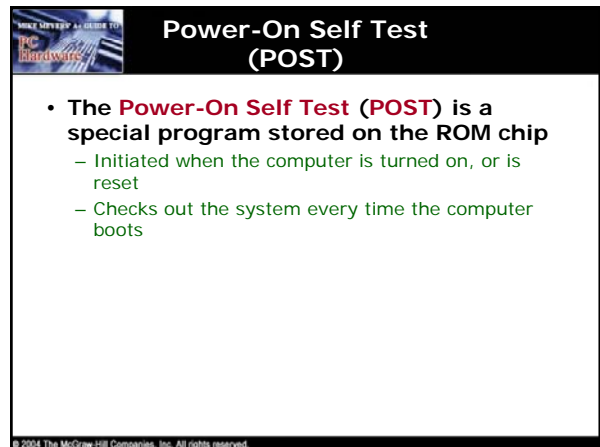 MIKE MEYERS' A+ GUIDE TO
PC
Hardware
Power-On Self Test
(POST)
• The Power-On Self Test (POST) is a
special program stored on the ROM chip
– Initiated when the computer is turned on, or is
reset
– Checks out the system every time the computer
boots
© 2004 The McGraw-Hill Companies, Inc. All rights reserved.